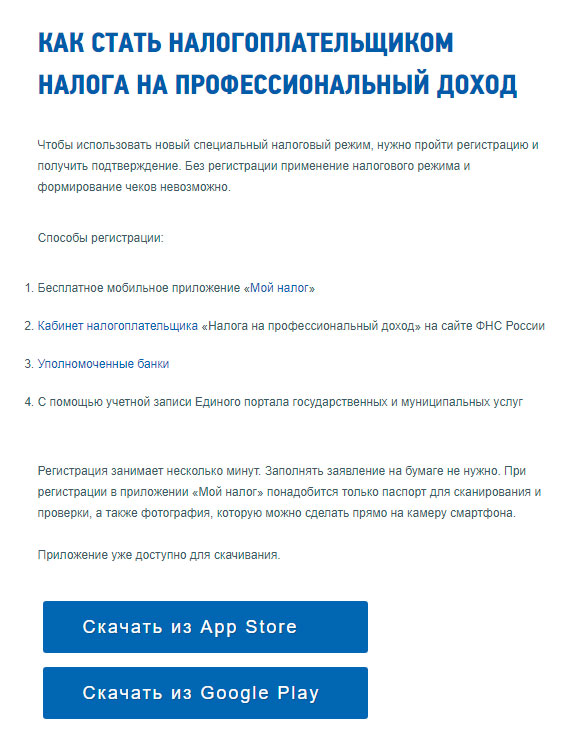 КАК СТАТЬ НАЛОГОПЛАТЕЛЬЩИКОМ
НАЛОГА НА ПРОФЕССИОНАЛЬНЫЙ ДОХОД
Чтобы использовать новый специальный налоговый режим, нужно пройти регистрацию и
получить подтверждение. Без регистрации применение налогового режима и
формирование чеков невозможно.
Способы регистрации:
1. Бесплатное мобильное приложение «Мой налог»
2. Кабинет налогоплательщика «Налога на профессиональный доход» на сайте ФНС России
3. Уполномоченные банки
4. С помощью учетной записи Единого портала государственных и муниципальных услуг
Регистрация занимает несколько минут. Заполнять заявление на бумаге не нужно. При
регистрации в приложении «Мой налог» понадобится только паспорт для сканирования и
проверки, а также фотография, которую можно сделать прямо на камеру смартфона.
Приложение уже доступно для скачивания.
Скачать из App Store
Скачать из Google Play